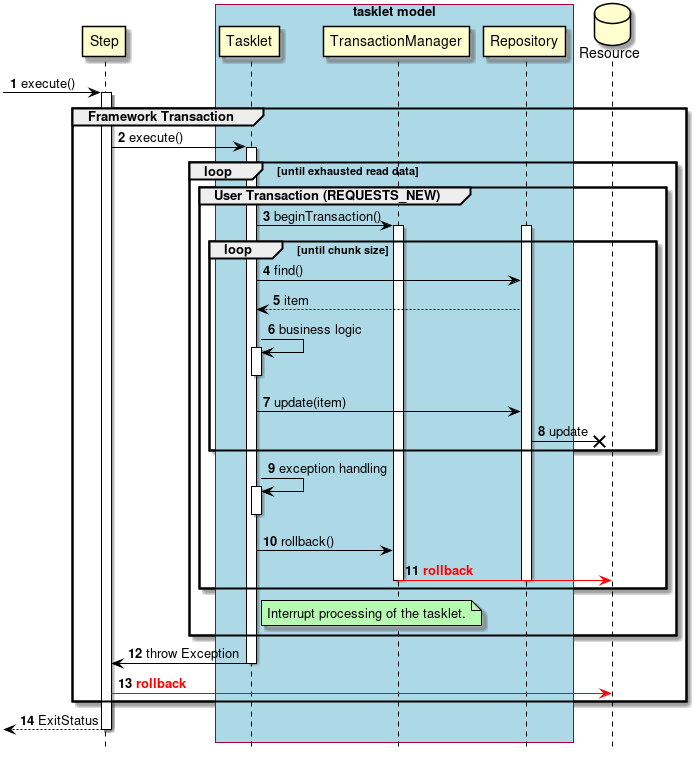 tasklet model
Step
Tasklet
TransactionManager
Repository
Resource
1 execute()
Framework Transaction
2 execute()
loop [until exhausted read data]
User Transaction (REQUESTS_NEW)
3 beginTransaction()
loop [until chunk size]
4 find()
5 item
6 business logic
7 update(item)
8 update
9 exception handling
10 rollback()
11 rollback
Interrupt processing of the tasklet.
12 throw Exception
13 rollback
14 ExitStatus